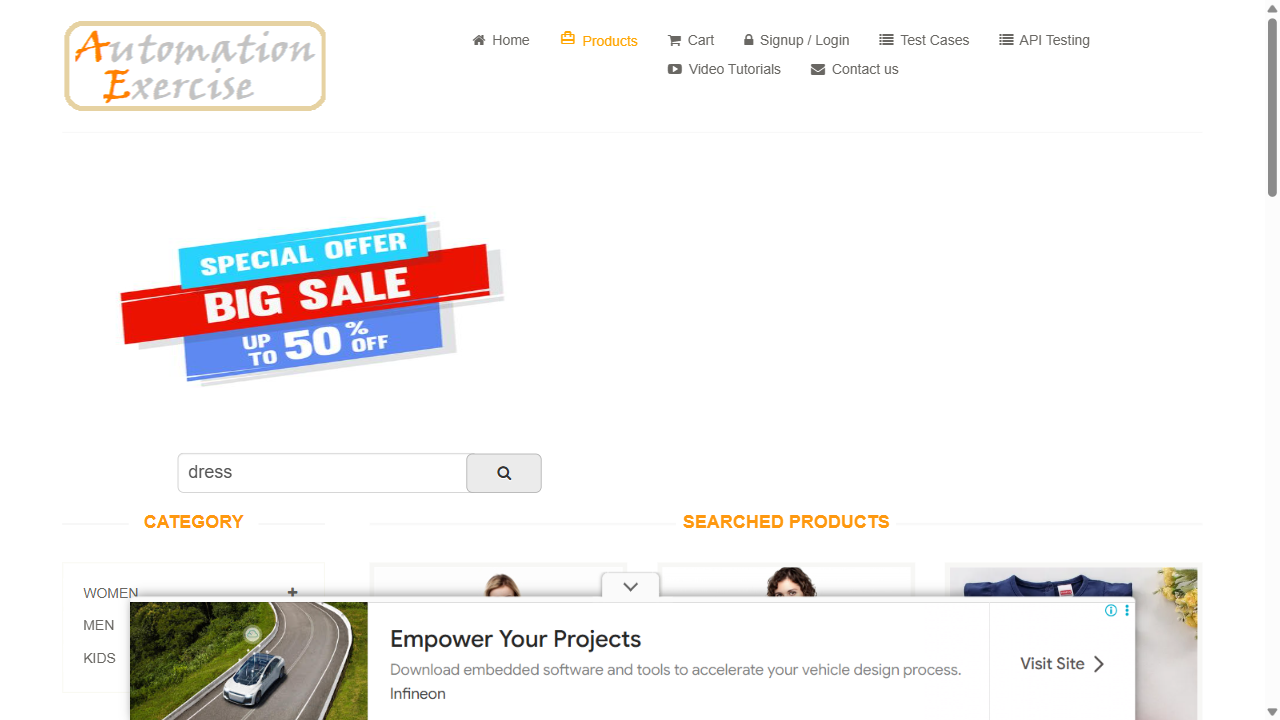 Automation
Exercise
Home
Products
Cart
Signup / Login
Test Cases
API Testing
Video Tutorials
Contact us
SPECIAL OFFER
BIG SALE
UP TO 50% OFF
dress
CATEGORY
SEARCHED PRODUCTS
WOMEN
MEN
KIDS
Empower Your Projects
Download embedded software and tools to accelerate your vehicle design process.
Infineon
Visit Site